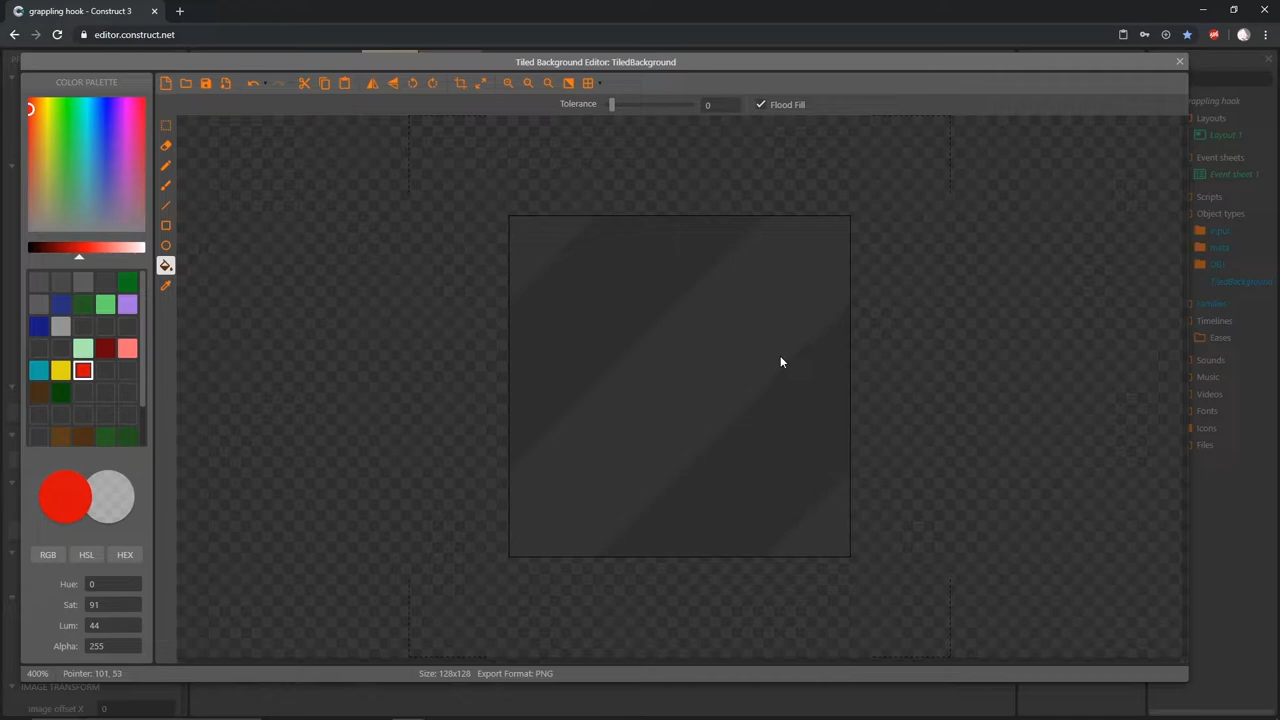 grappling hook - Construct 3
editor.construct.net
Tiled Background Editor: TiledBackground
COLOR PALETTE
Tolerance
0
Flood Fill
RGB
HSL
HEX
Hue:
0
Sat:
91
Lum:
44
Alpha:
255
400%
Pointer: 101, 53
Size: 128x128
Export Format: PNG
IMAGE TRANSFORM
image offset X
0
grappling hook
Layouts
Layout 1
Event sheets
Event sheet 1
Scripts
Object types
input
meta
TiledBackground
Families
Timelines
Eases
Sounds
Music
Videos
Fonts
Icons
Files